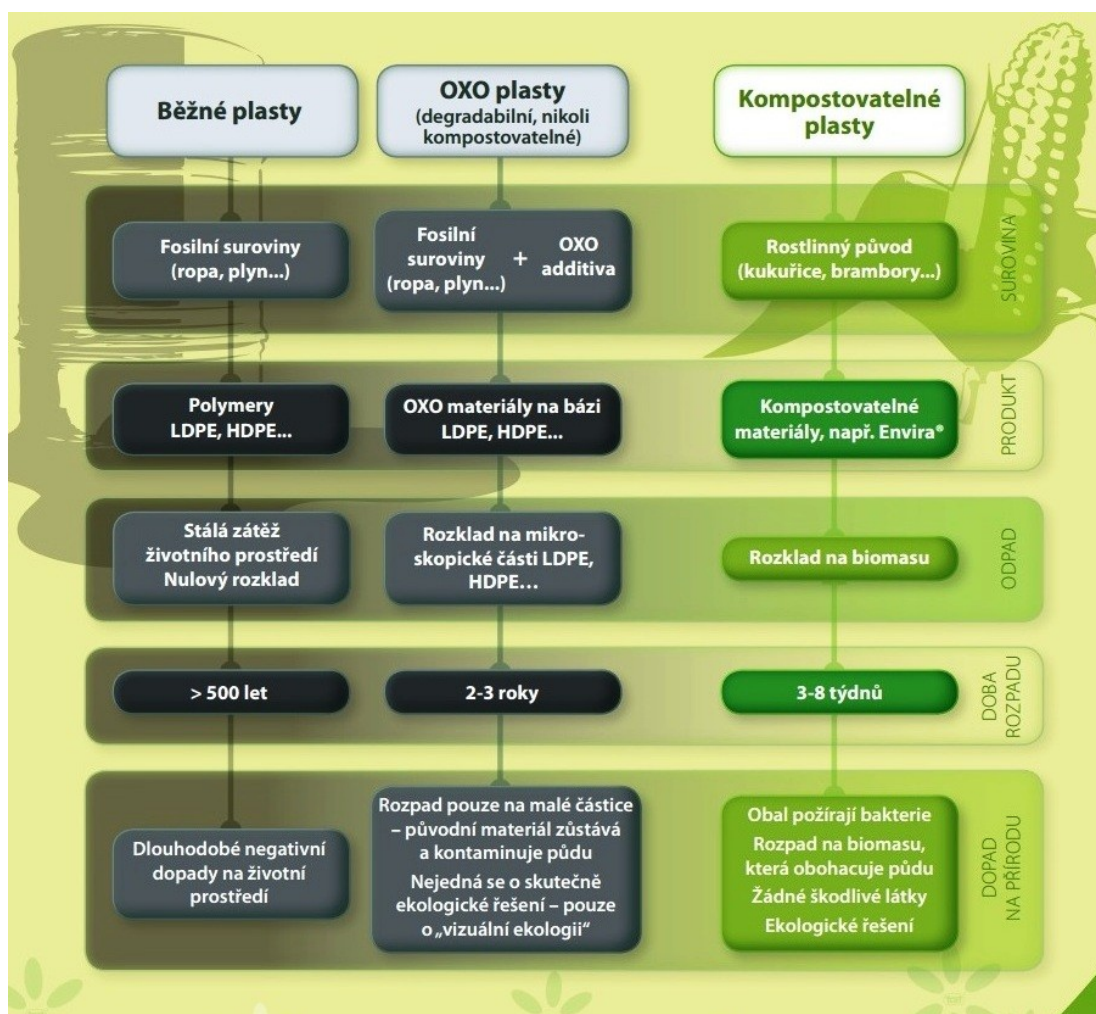 Běžné plasty
OXO plasty
(degradabilní, nikoli
kompostovatelné)
Kompostovatelné
plasty
Fosilní suroviny
(ropa, plyn...)
Fosilní
suroviny
(ropa, plyn...)
+
OXO
additiva
Rostlinný původ
(kukuřice, brambory...)
SUROVINA
Polymery
LDPE, HDPE...
OXO materiály na bázi
LDPE, HDPE...
Kompostovatelné
materiály, např. Envira®
PRODUKT
Stálá zátěž
životního prostředí
Nulový rozklad
Rozklad na mikro-
skopické části LDPE,
HDPE…
Rozklad na biomasu
ODPAD
> 500 let
2-3 roky
3-8 týdnů
DOBA
ROZPADU
Dlouhodobé negativní
dopady na životní
prostředí
Rozpad pouze na malé částice
– původní materiál zůstává
a kontaminuje půdu
Nejedná se o skutečně
ekologické řešení – pouze
o „vizuální ekologii“
Obal požírají bakterie
Rozpad na biomasu,
která obohacuje půdu
Žádné škodlivé látky
Ekologické řešení
DOPAD
NA PŘÍRODU